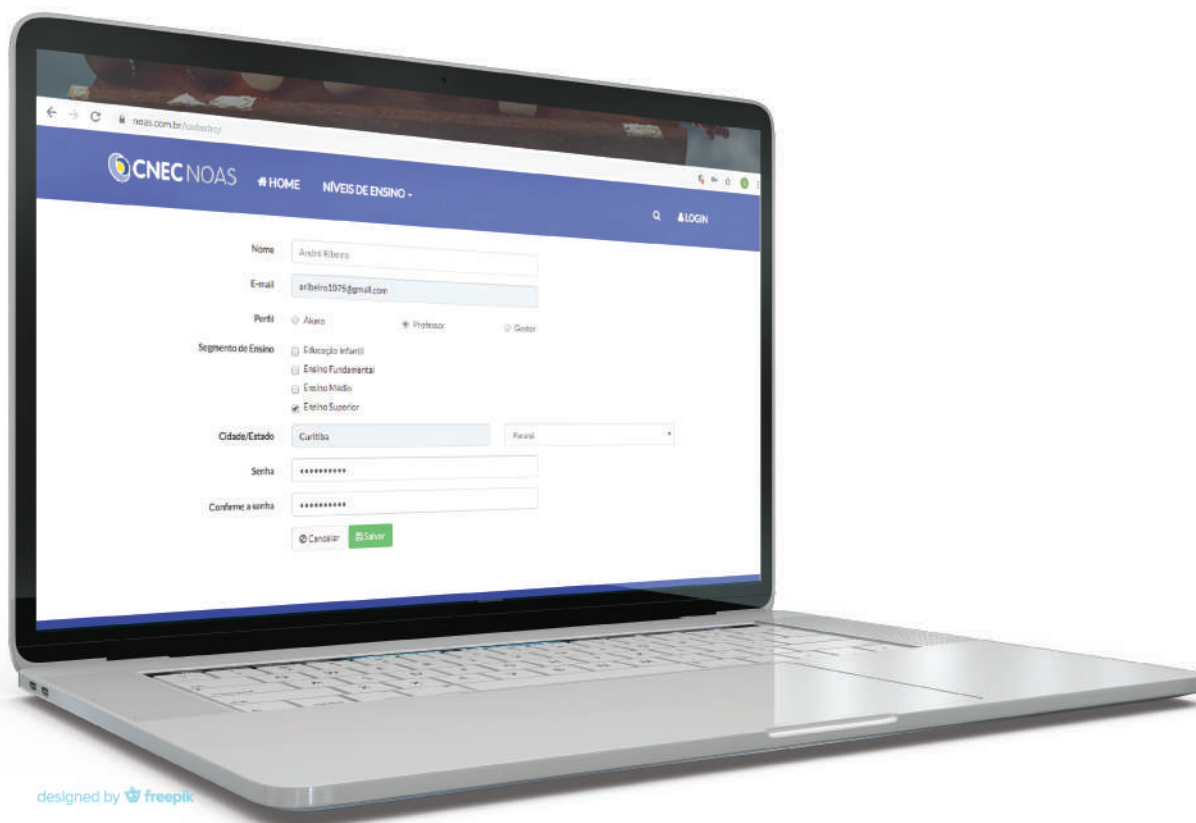 noas.com.br/cadastro/
CNEC NOAS HOME NÍVEIS DE ENSINO LOGIN
Nome André Ribeiro
E-mail aribeiro1075@gmail.com
Perfil Aluno Professor Gestor
Segmento de Ensino Educação Infantil
Ensino Fundamental
Ensino Médio
Ensino Superior
Cidade/Estado Curitiba Paraná
Senha **********
Confirme a senha **********
Cancelar Salvar
designed by freepik